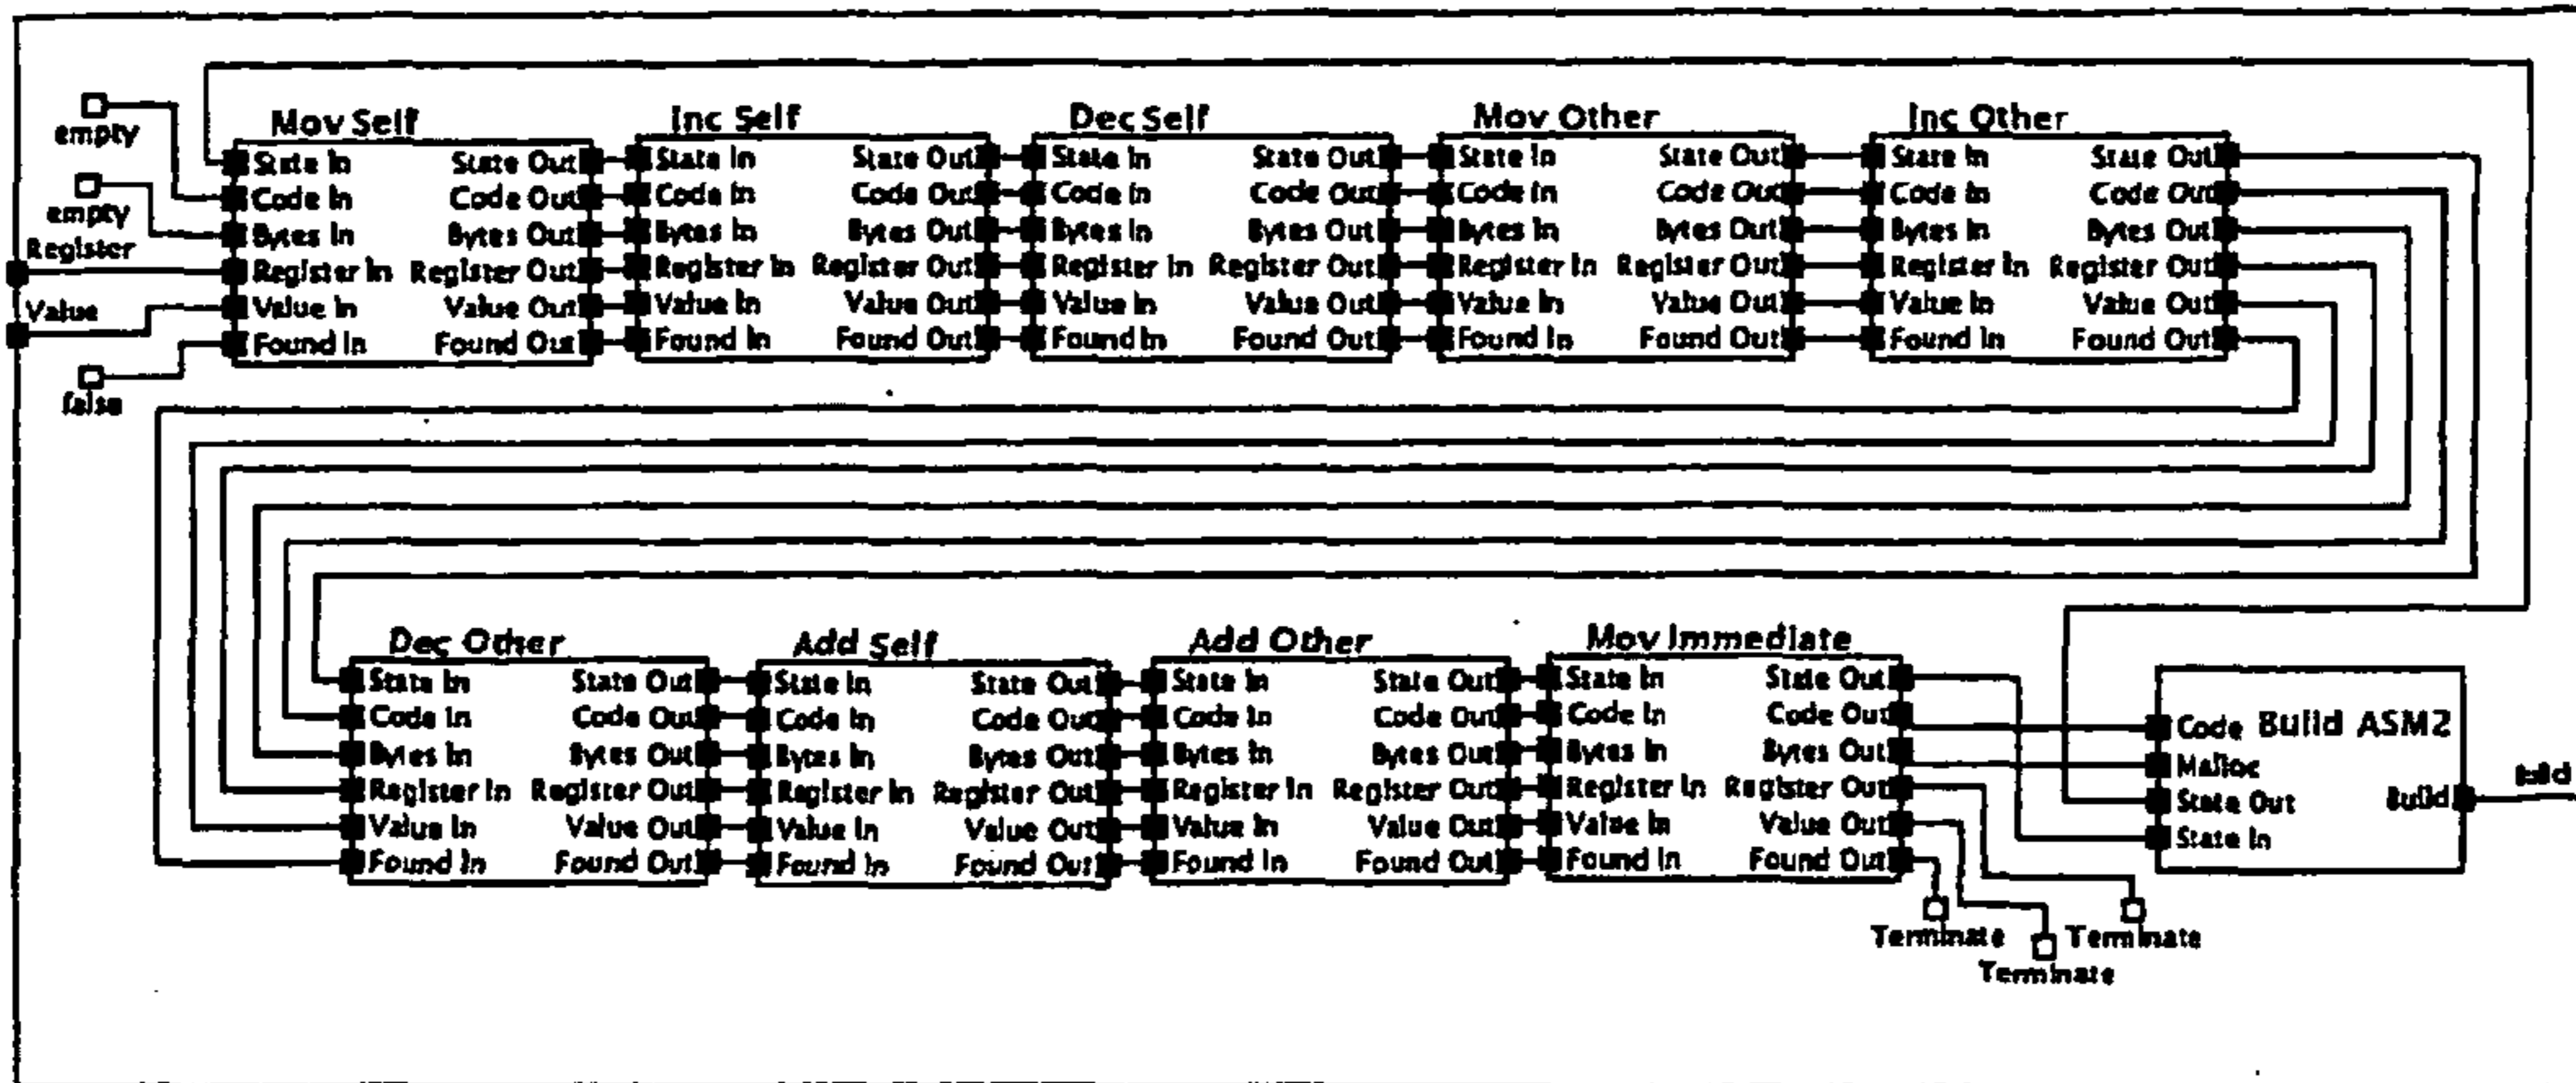 empty
empty
Register
Value
false
Mov Self
State In State Out
Code In Code Out
Bytes In Bytes Out
Register In Register Out
Value In Value Out
Found In Found Out
Inc Self
State In State Out
Code In Code Out
Bytes In Bytes Out
Register In Register Out
Value In Value Out
Found In Found Out
Dec Self
State In State Out
Code In Code Out
Bytes In Bytes Out
Register In Register Out
Value In Value Out
Found In Found Out
Mov Other
State In State Out
Code In Code Out
Bytes In Bytes Out
Register In Register Out
Value In Value Out
Found In Found Out
Inc Other
State In State Out
Code In Code Out
Bytes In Bytes Out
Register In Register Out
Value In Value Out
Found In Found Out
Dec Other
State In State Out
Code In Code Out
Bytes In Bytes Out
Register In Register Out
Value In Value Out
Found In Found Out
Add Self
State In State Out
Code In Code Out
Bytes In Bytes Out
Register In Register Out
Value In Value Out
Found In Found Out
Add Other
State In State Out
Code In Code Out
Bytes In Bytes Out
Register In Register Out
Value In Value Out
Found In Found Out
Mov Immediate
State In State Out
Code In Code Out
Bytes In Bytes Out
Register In Register Out
Value In Value Out
Found In Found Out
Terminate
Terminate
Terminate
Code Build ASM2
Malloc
State Out Build
State In